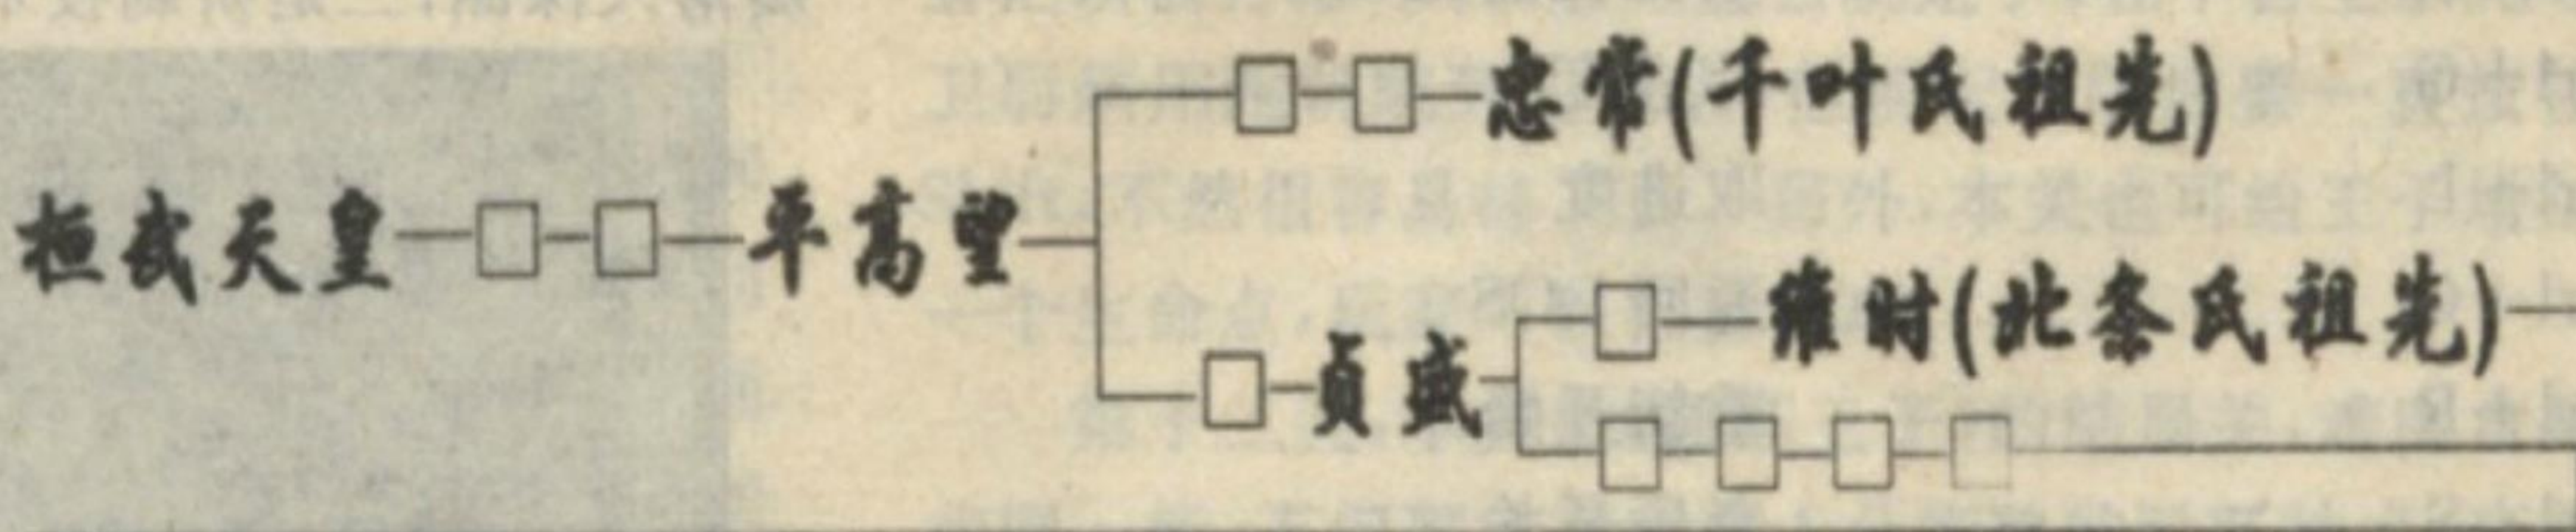 忠常(千叶氏祖先)
桓武天皇—□—□—平高望
维时(北条氏祖先)
贞盛